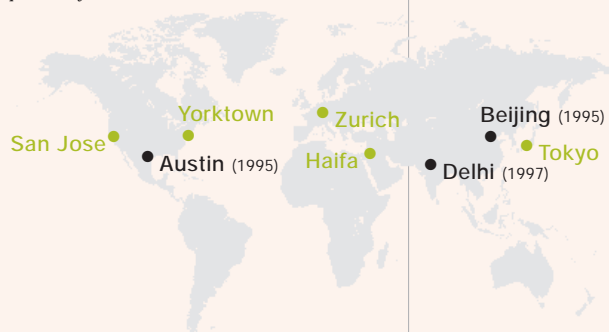 Yorktown
San Jose
Austin (1995)
Zurich
Haifa
Beijing (1995)
Tokyo
Delhi (1997)